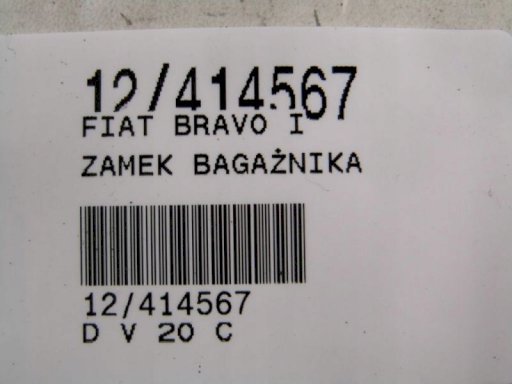 12/414567
FIAT BRAVO I
ZAMEK BAGAŻNIKA
12/414567
D V 20 C